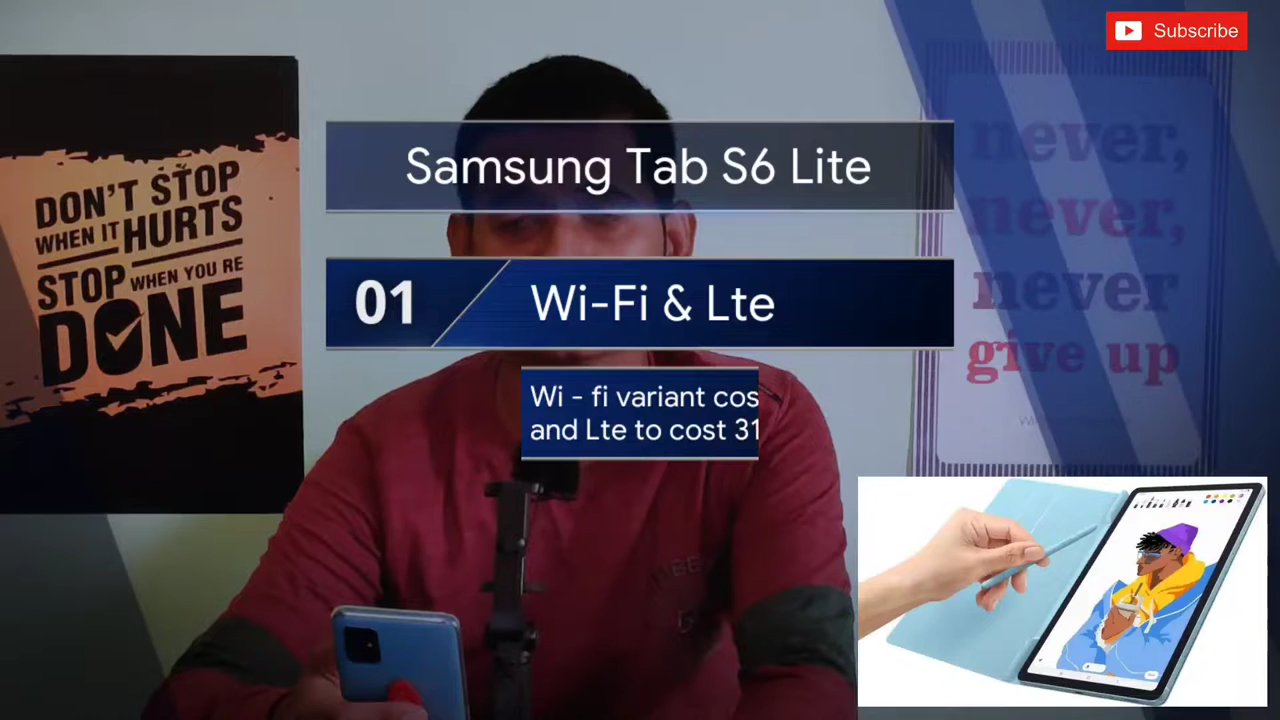 Subscribe
Samsung Tab S6 Lite
01 Wi-Fi & Lte
Wi - fi variant cos
and Lte to cost 31
DON'T STOP
WHEN IT HURTS
STOP WHEN YOU RE
DONE
never,
never,
never
give up